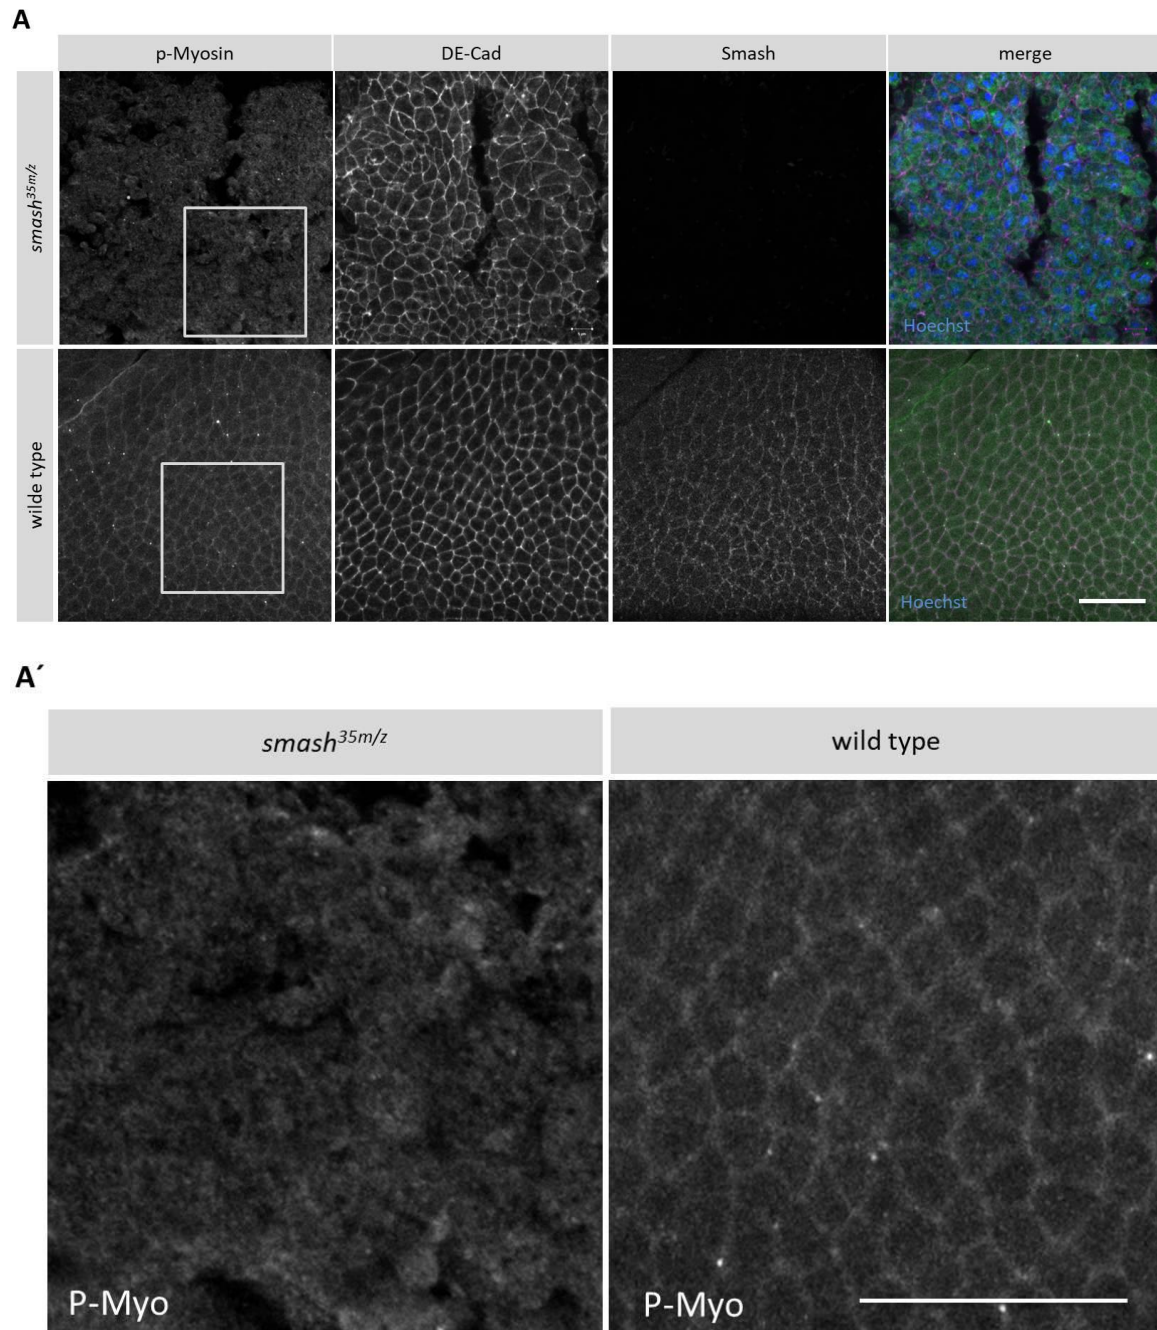 A
p-Myosin DE-Cad Smash merge
smash35m/z
Hoechst
wilde type
Hoechst
A´
smash35m/z wild type
P-Myo P-Myo